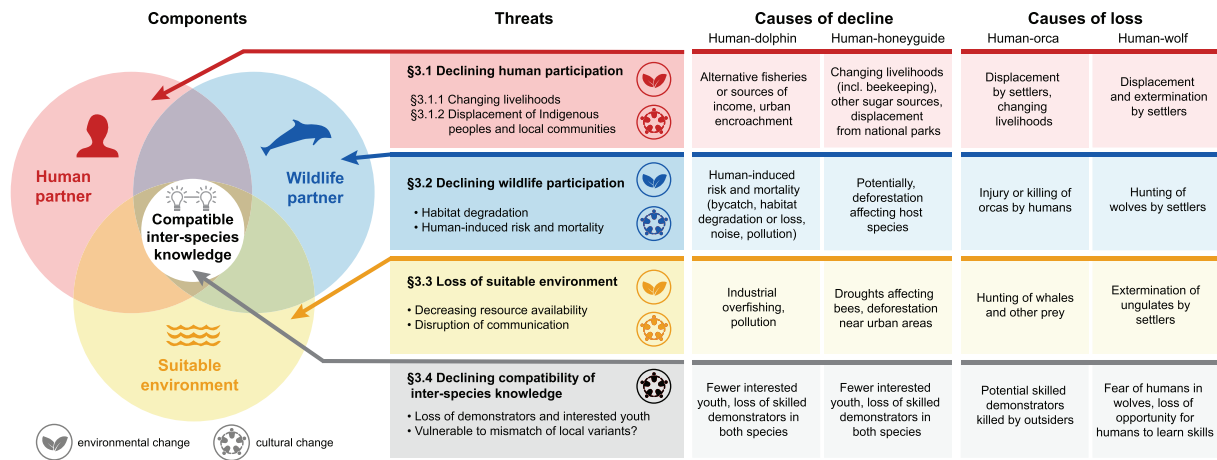 Components
Threats
Causes of decline
Causes of loss
Human-dolphin
Human-honeyguide
Human-orca
Human-wolf
Human
partner
Wildlife
partner
Compatible
inter-species
knowledge
Suitable
environment
environmental change
cultural change
§3.1 Declining human participation
§3.1.1 Changing livelihoods
§3.1.2 Displacement of Indigenous
peoples and local communities
Alternative fisheries
or sources of
income, urban
encroachment
Changing livelihoods
(incl. beekeeping),
other sugar sources,
displacement
from national parks
Displacement
by settlers,
changing
livelihoods
Displacement
and extermination
by settlers
§3.2 Declining wildlife participation
• Habitat degradation
• Human-induced risk and mortality
Human-induced
risk and mortality
(bycatch, habitat
degradation or loss,
noise, pollution)
Potentially,
deforestation
affecting host
species
Injury or killing of
orcas by humans
Hunting of
wolves by settlers
§3.3 Loss of suitable environment
• Decreasing resource availability
• Disruption of communication
Industrial
overfishing,
pollution
Droughts affecting
bees, deforestation
near urban areas
Hunting of whales
and other prey
Extermination of
ungulates by
settlers
§3.4 Declining compatibility of
inter-species knowledge
• Loss of demonstrators and interested youth
• Vulnerable to mismatch of local variants?
Fewer interested
youth, loss of skilled
demonstrators in
both species
Fewer interested
youth, loss of skilled
demonstrators in
both species
Potential skilled
demonstrators
killed by outsiders
Fear of humans in
wolves, loss of
opportunity for
humans to learn skills